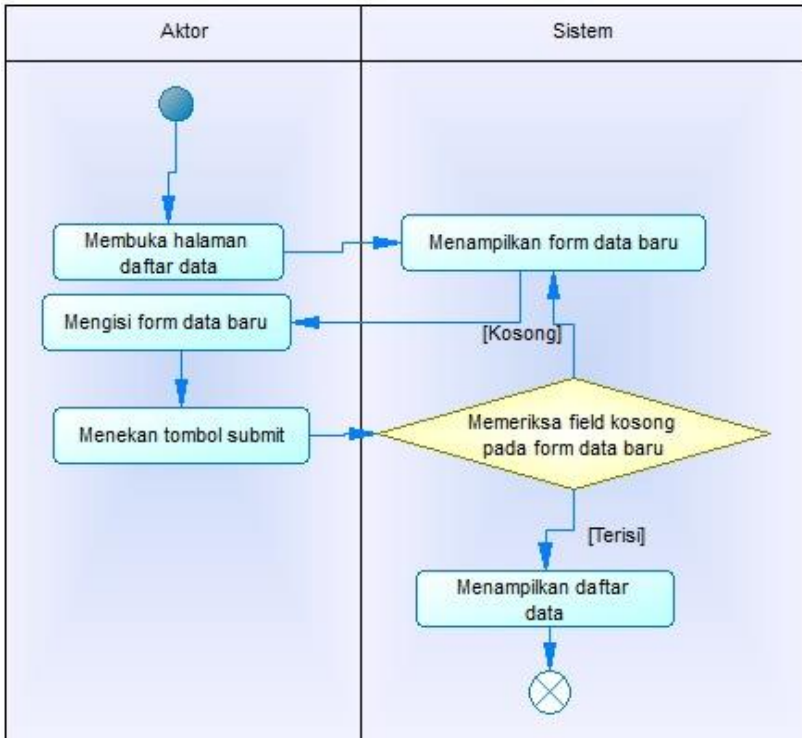 Aktor
Sistem
Membuka halaman
daftar data
Menampilkan form data baru
Mengisi form data baru
[Kosong]
Menekan tombol submit
Memeriksa field kosong
pada form data baru
[Terisi]
Menampilkan daftar
data